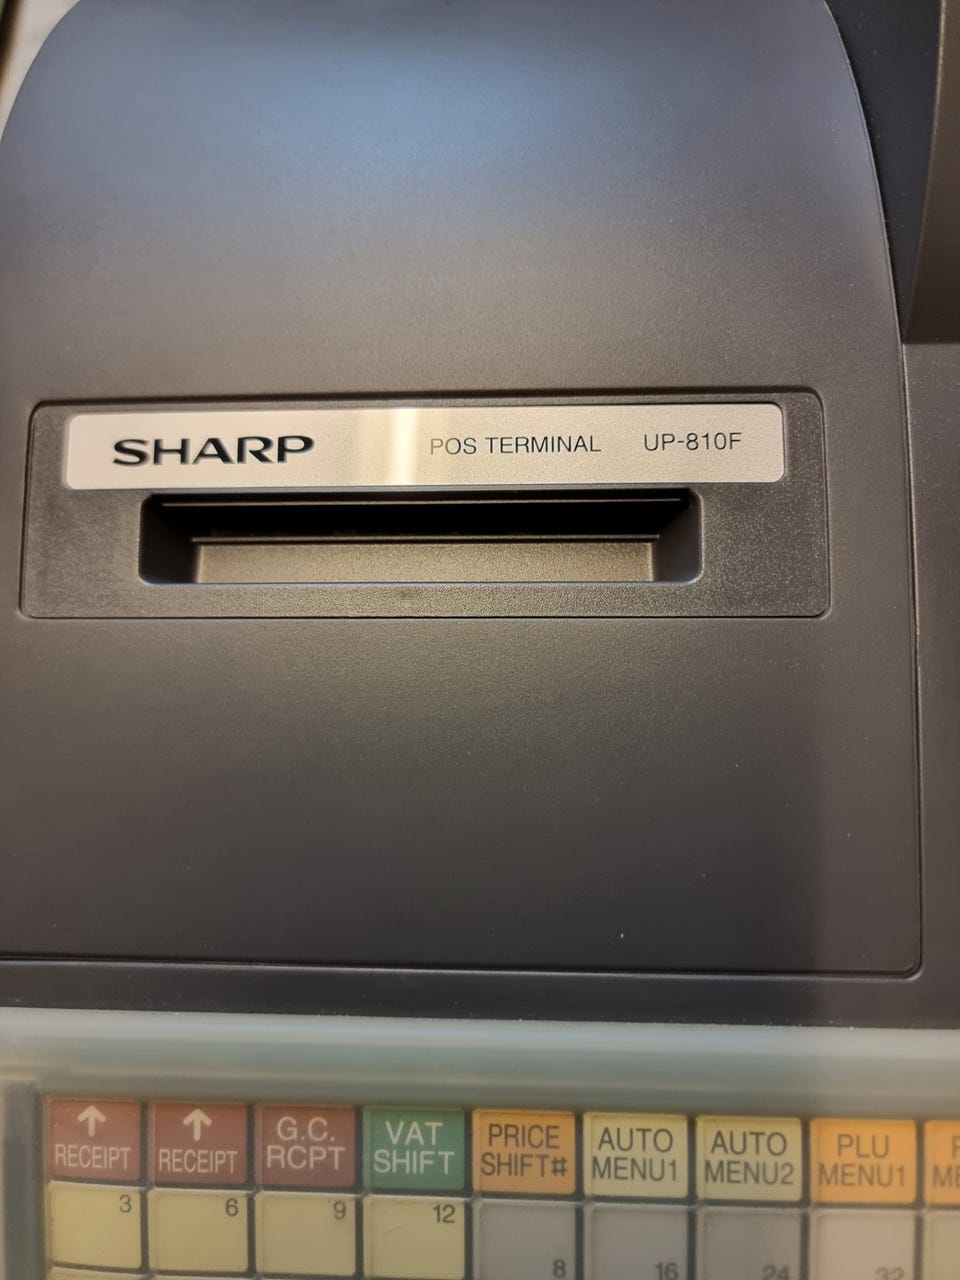 SHARP POS TERMINAL UP-810F
↑ RECEIPT
↑ RECEIPT
G.C. RCPT
VAT SHIFT
PRICE SHIFT#
AUTO MENU1
AUTO MENU2
PLU MENU1
3 6 9 12 8 16 24 32